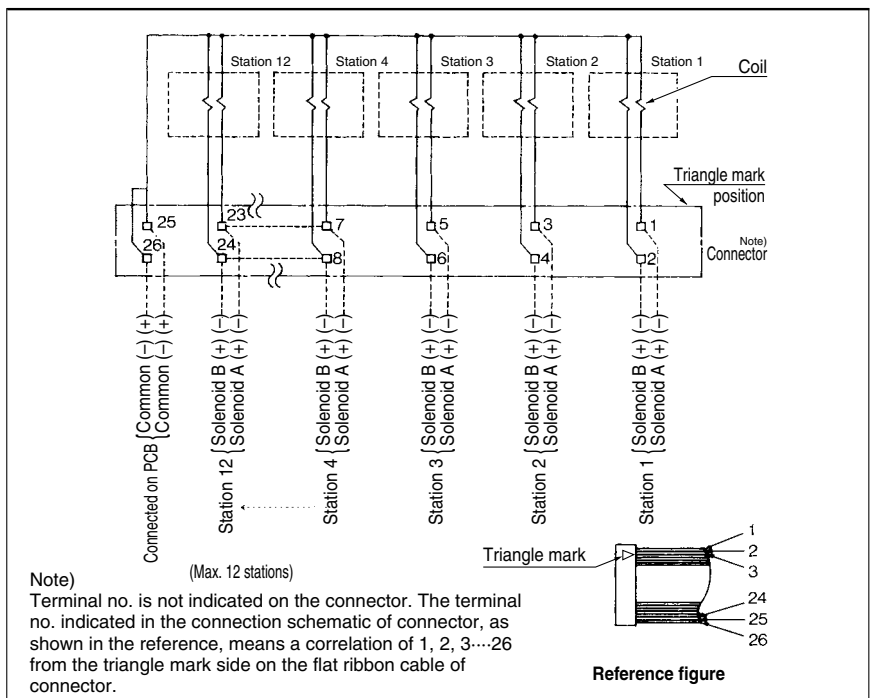 Station 12
Station 4
Station 3
Station 2
Station 1
Coil
Triangle mark
position
25
23
7
5
3
1
26
24
8
6
4
2
Note)
Connector
Connected on PCB { Common (−) (+)
Common (−) (+)
Station 12 { Solenoid B (+) (−)
Solenoid A (+) (−)
Station 4 { Solenoid B (+) (−)
Solenoid A (+) (−)
Station 3 { Solenoid B (+) (−)
Solenoid A (+) (−)
Station 2 { Solenoid B (+) (−)
Solenoid A (+) (−)
Station 1 { Solenoid B (+) (−)
Solenoid A (+) (−)
(Max. 12 stations)
Triangle mark
1
2
3
24
25
26
Reference figure
Note)
Terminal no. is not indicated on the connector. The terminal
no. indicated in the connection schematic of connector, as
shown in the reference, means a correlation of 1, 2, 3····26
from the triangle mark side on the flat ribbon cable of
connector.